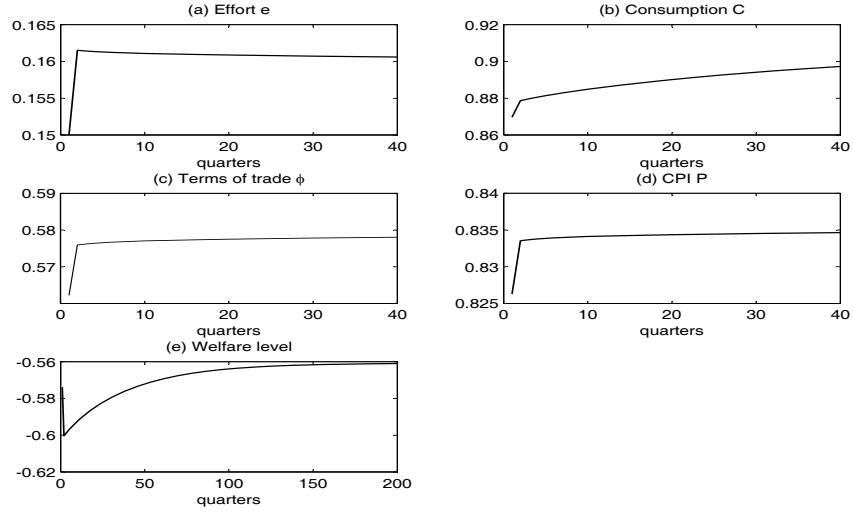 (a) Effort e
0.165
0.16
0.155
0.15
0 10 20 30 40
quarters
(b) Consumption C
0.92
0.9
0.88
0.86
0 10 20 30 40
quarters
(c) Terms of trade ϕ
0.59
0.58
0.57
0 10 20 30 40
quarters
(d) CPI P
0.84
0.835
0.83
0.825
0 10 20 30 40
quarters
(e) Welfare level
-0.56
-0.58
-0.6
-0.62
0 50 100 150 200
quarters